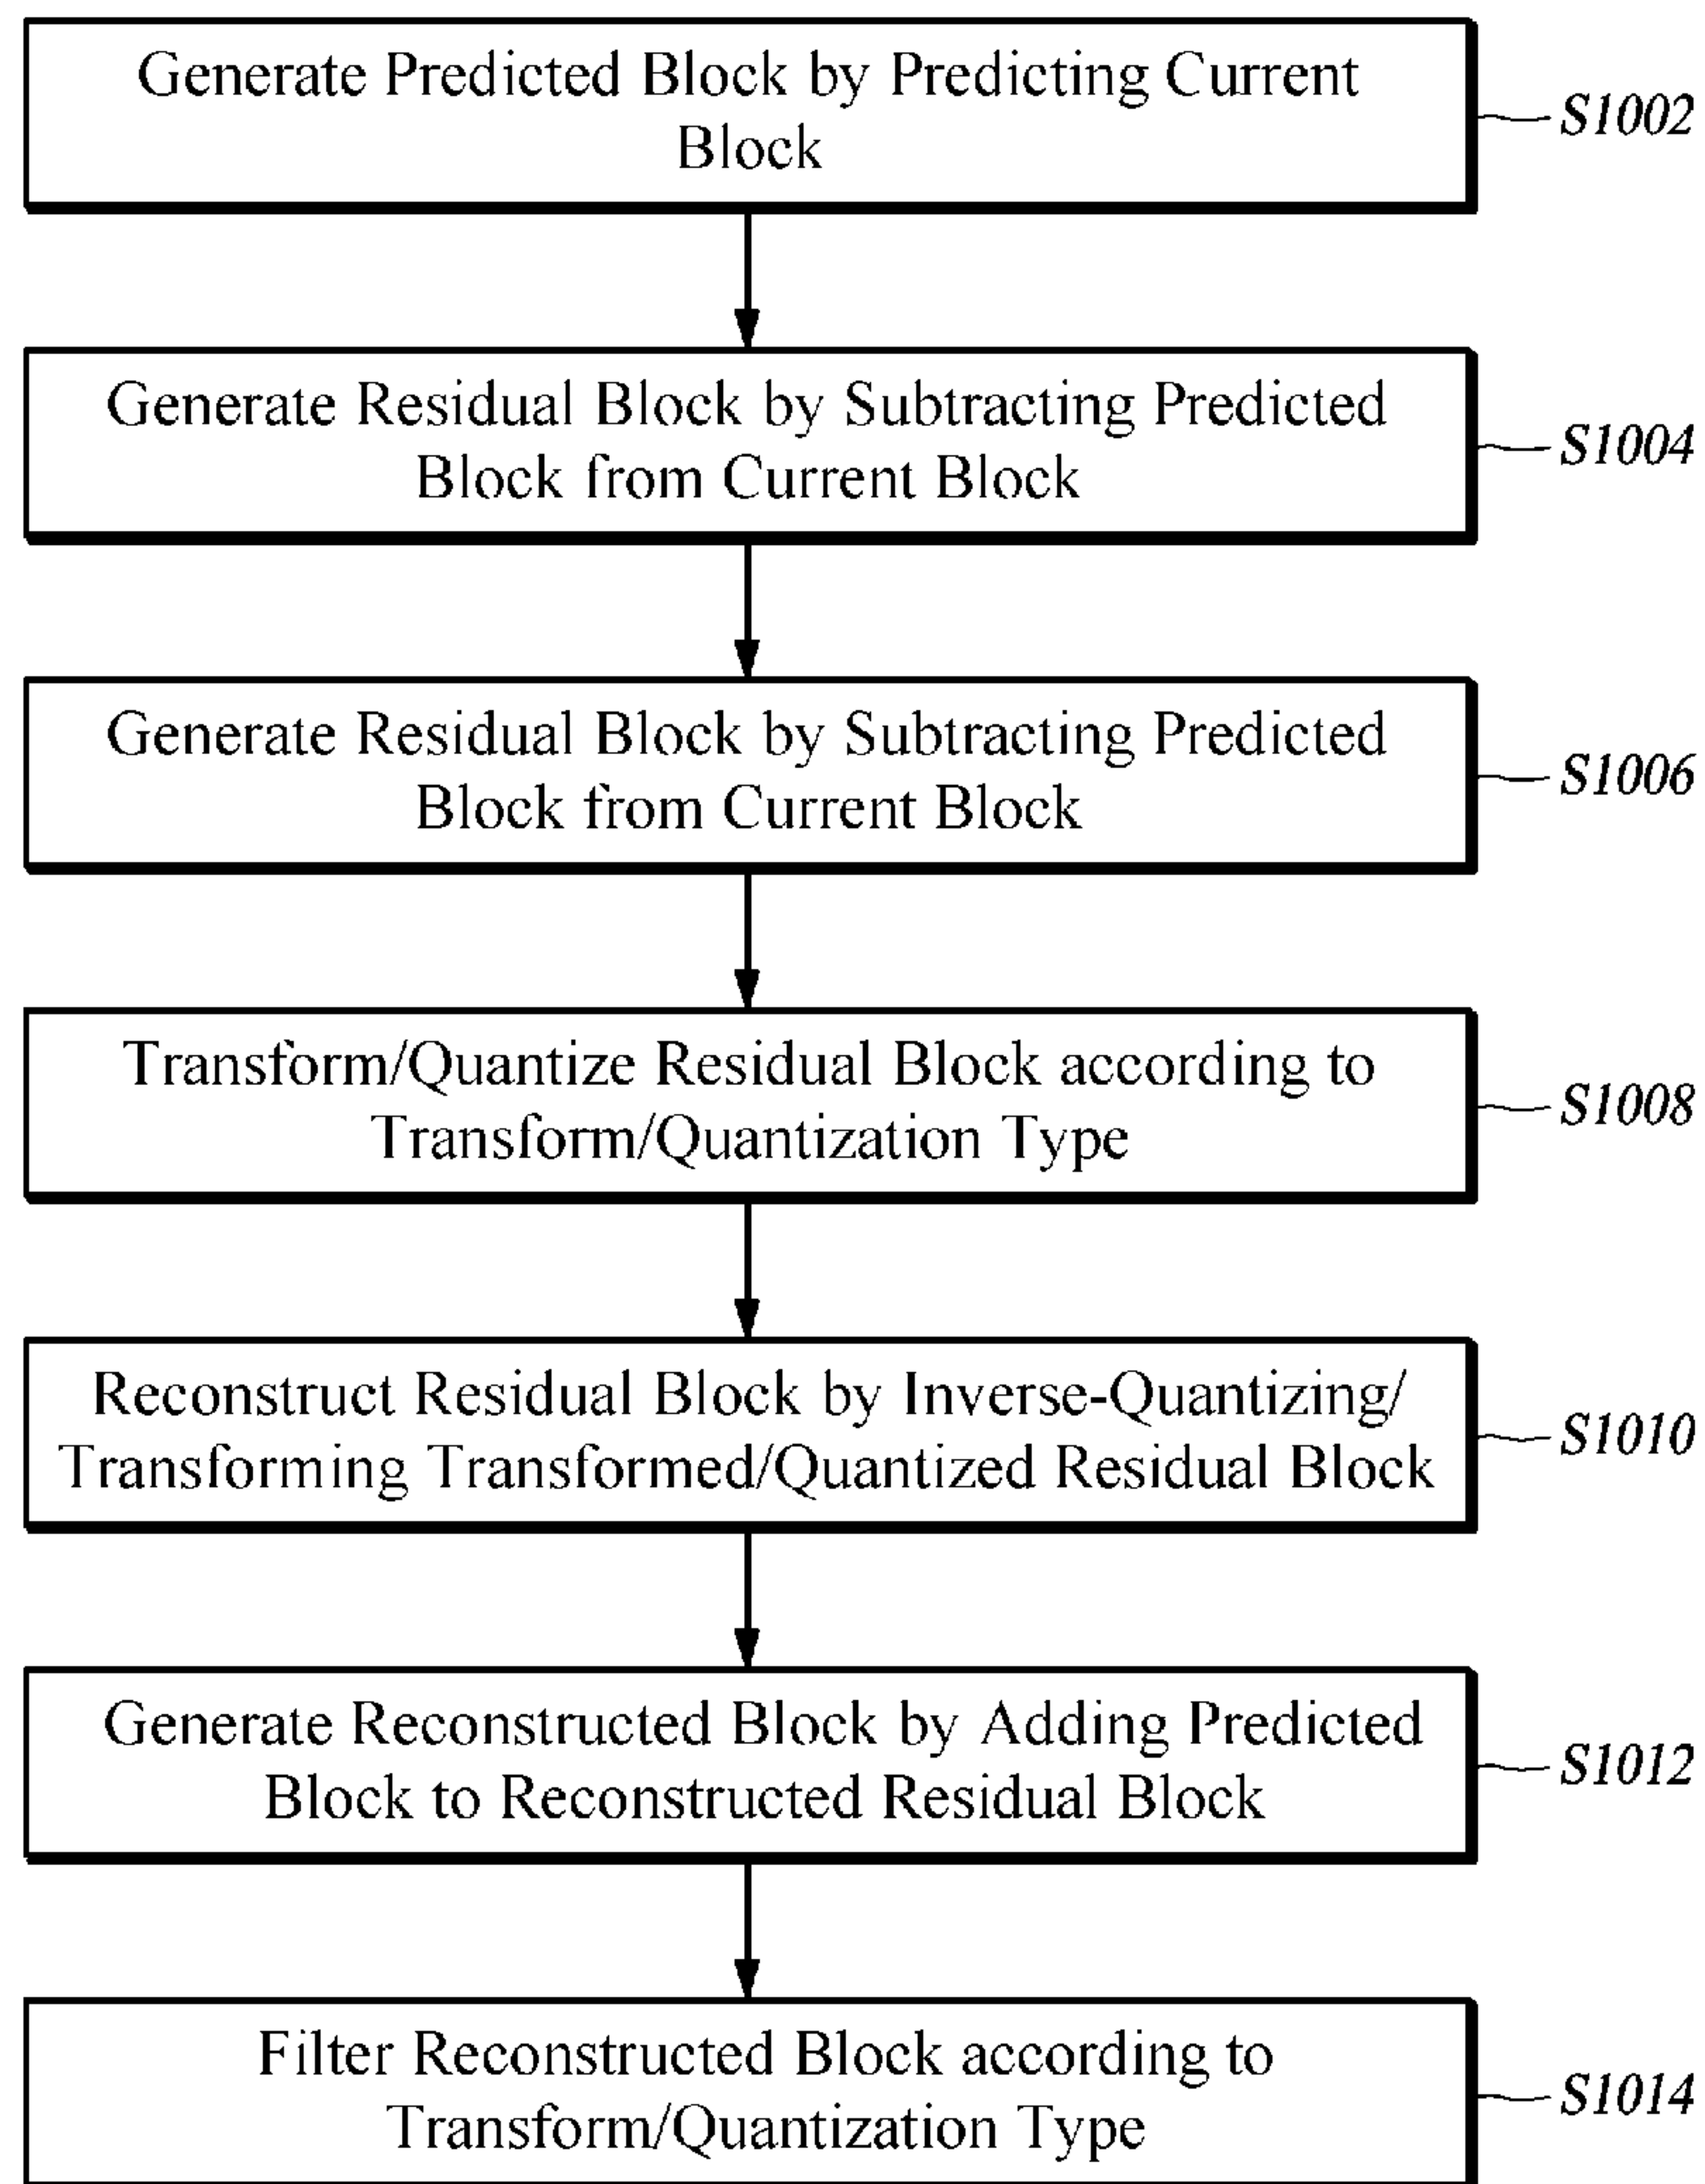 Generate Predicted Block by Predicting Current
Block
S1002
Generate Residual Block by Subtracting Predicted
Block from Current Block
S1004
Generate Residual Block by Subtracting Predicted
Block from Current Block
S1006
Transform/Quantize Residual Block according to
Transform/Quantization Type
S1008
Reconstruct Residual Block by Inverse-Quantizing/
Transforming Transformed/Quantized Residual Block
S1010
Generate Reconstructed Block by Adding Predicted
Block to Reconstructed Residual Block
S1012
Filter Reconstructed Block according to
Transform/Quantization Type
S1014